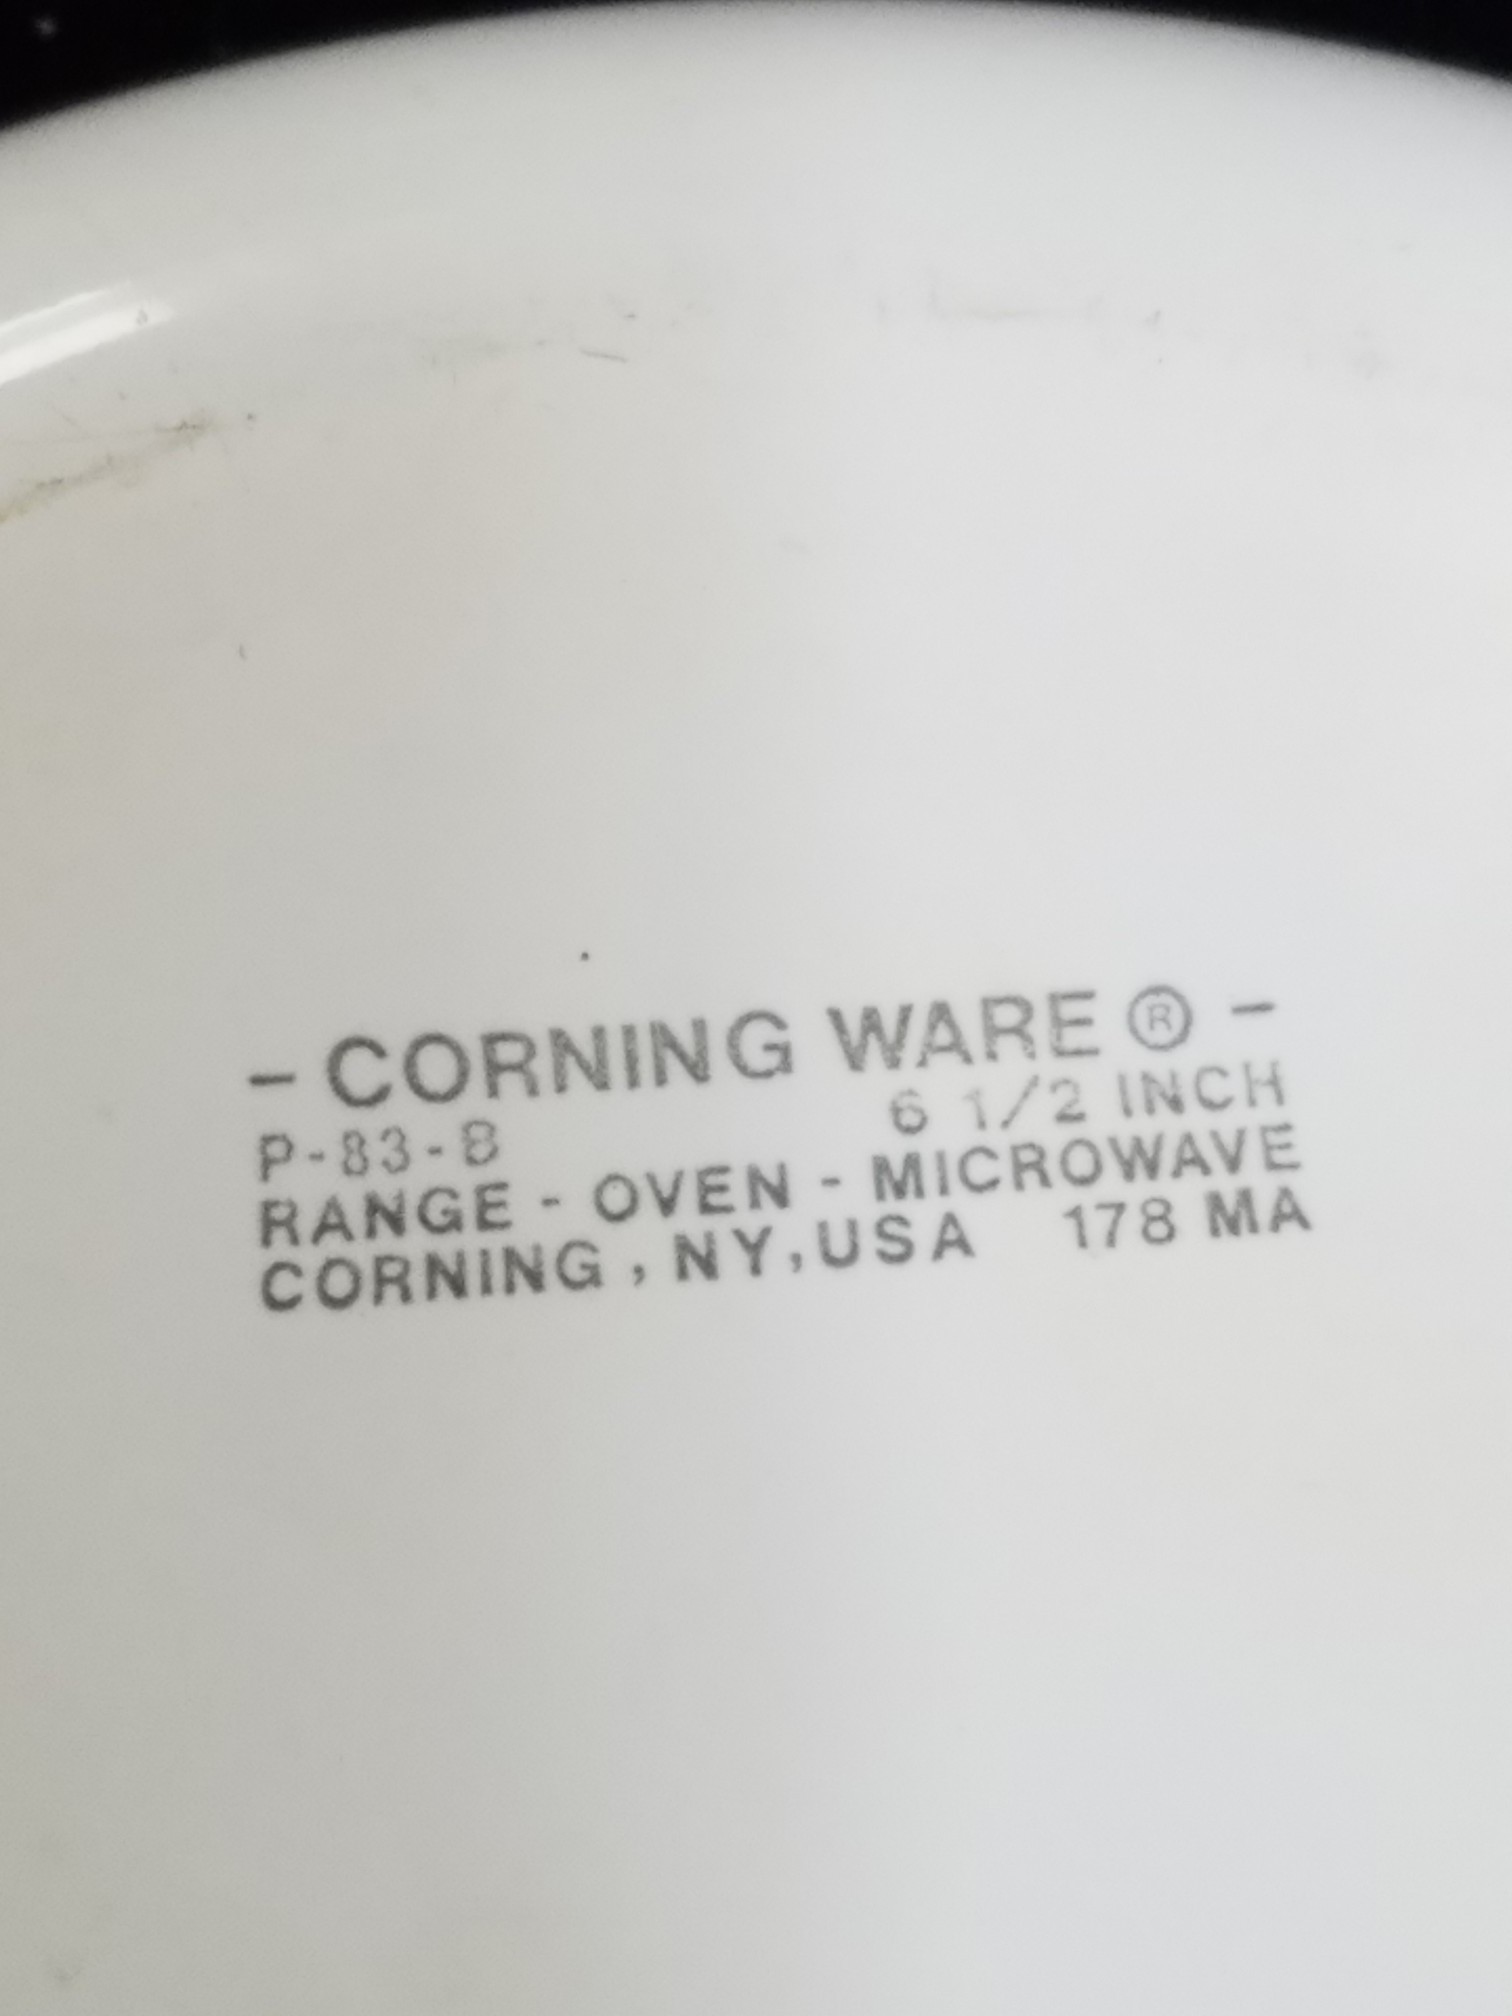 - CORNING WARE ® -
P-83-B 6 1/2 INCH
RANGE - OVEN - MICROWAVE
CORNING, NY, USA 178 MA